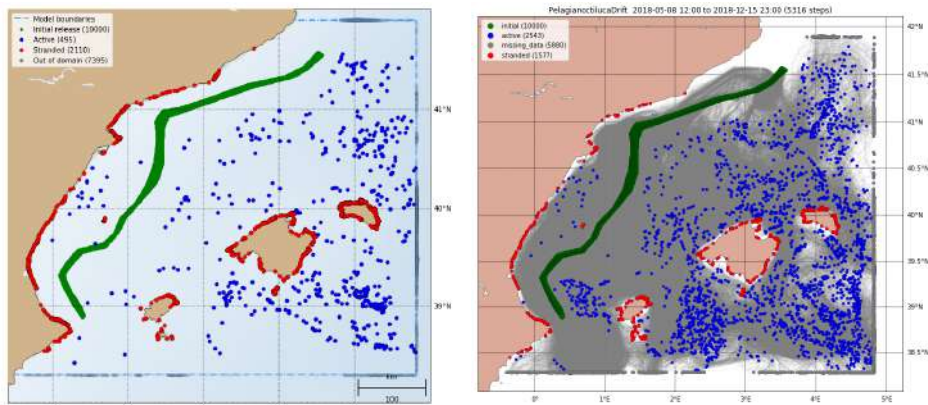 Model boundaries
Initial release (10000)
Active (495)
Stranded (2110)
Out of domain (7395)
41°N
40°N
39°N
100
PelagianoctilucaDrift 2018-05-08 12:00 to 2018-12-15 23:00 (5316 steps)
initial (10000)
active (2543)
missing_data (5880)
stranded (1577)
42°N
41.5°N
41°N
40.5°N
40°N
39.5°N
39°N
38.5°N
0°
1°E
2°E
3°E
4°E
5°E